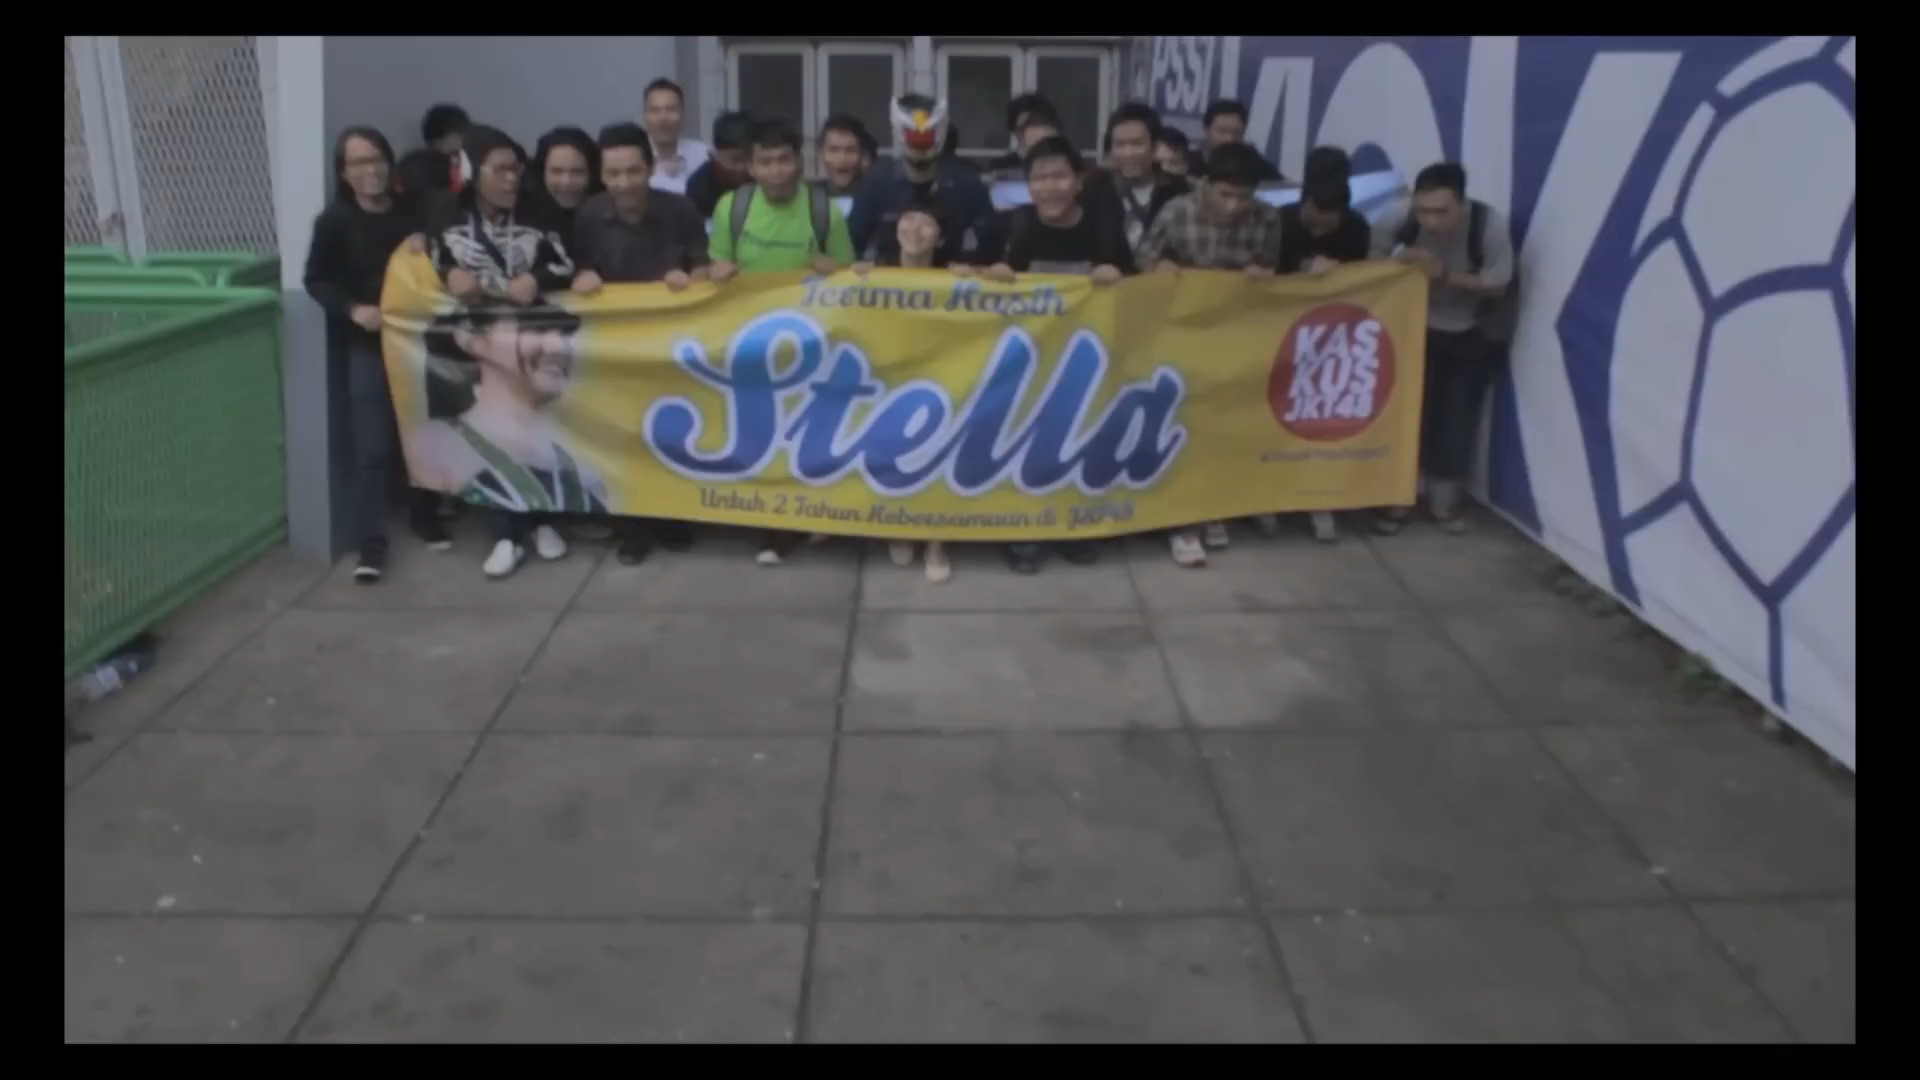 PSSI
Terima Kasih
Stella
Untuk 2 Tahun Kebersamaan di JKT48
KAS
KUS
JKT48